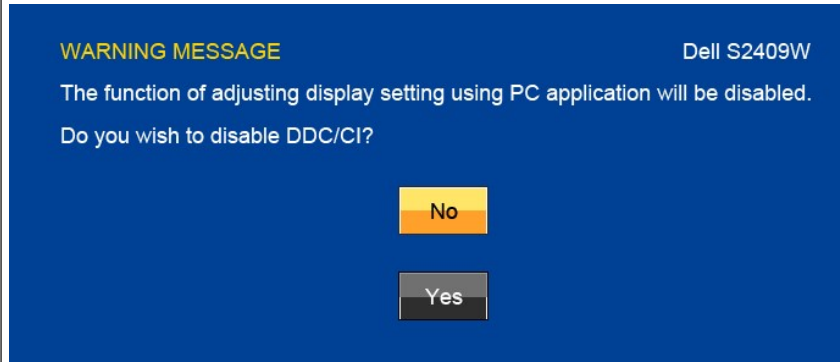 WARNING MESSAGE Dell S2409W
The function of adjusting display setting using PC application will be disabled.
Do you wish to disable DDC/CI?
No
Yes